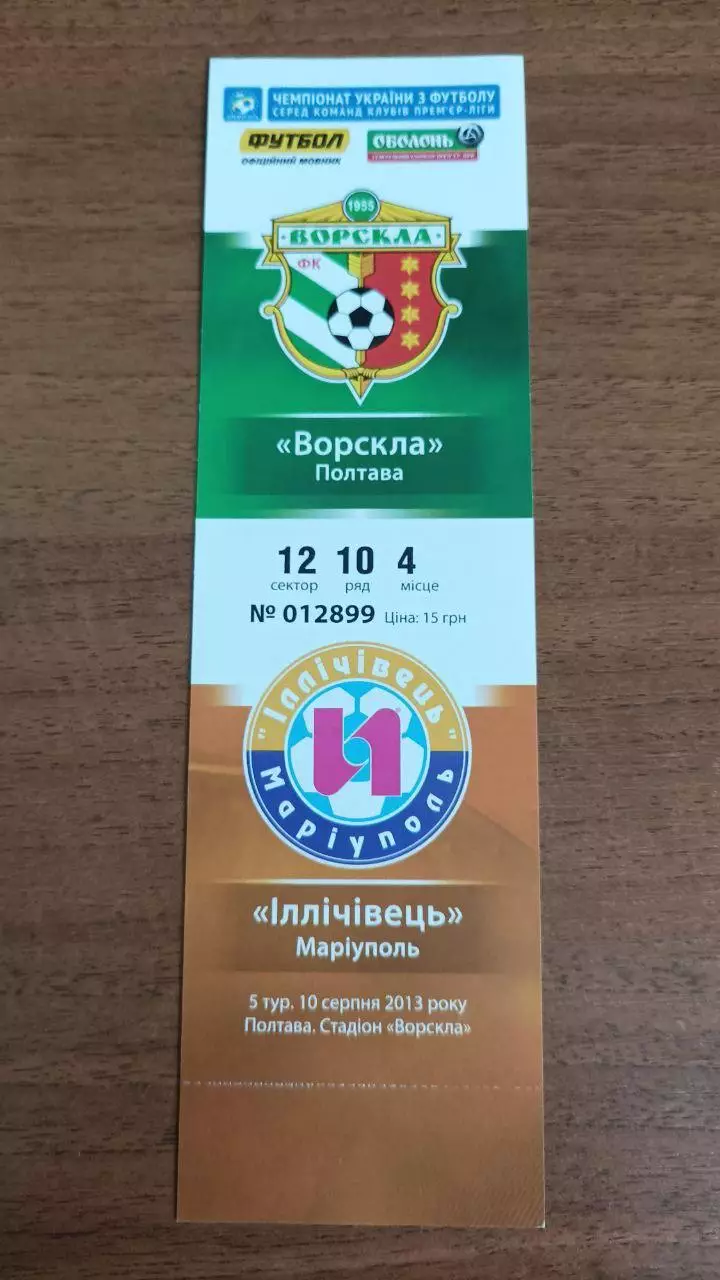 ЧЕМПІОНАТ УКРАЇНИ З ФУТБОЛУ
СЕРЕД КОМАНД КЛУБІВ ПРЕМ'ЄР-ЛІГИ
ФУТБОЛ
ОФІЦІЙНИЙ МОВНИК
ОБОЛОНЬ
1955
ВОРСКЛА
ФК
«Ворскла»
Полтава
12 10 4
сектор ряд місце
№ 012899 Ціна: 15 грн
"Іллічівець"
И
Маріуполь
«Іллічівець»
Маріуполь
5 тур. 10 серпня 2013 року
Полтава. Стадіон «Ворскла»